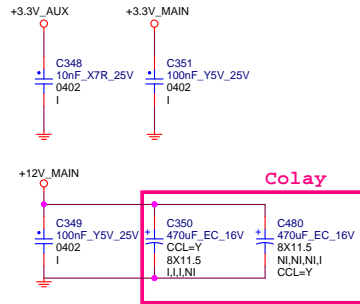 +3.3V_AUX
+3.3V_MAIN
C348
10nF_X7R_25V
0402
I
C351
100nF_Y5V_25V
0402
I
+12V_MAIN
Colay
C349
100nF_Y5V_25V
0402
I
C350
470uF_EC_16V
CCL=Y
8X11.5
I,I,I,NI
C480
470uF_EC_16V
8X11.5
NI,NI,NI,I
CCL=Y